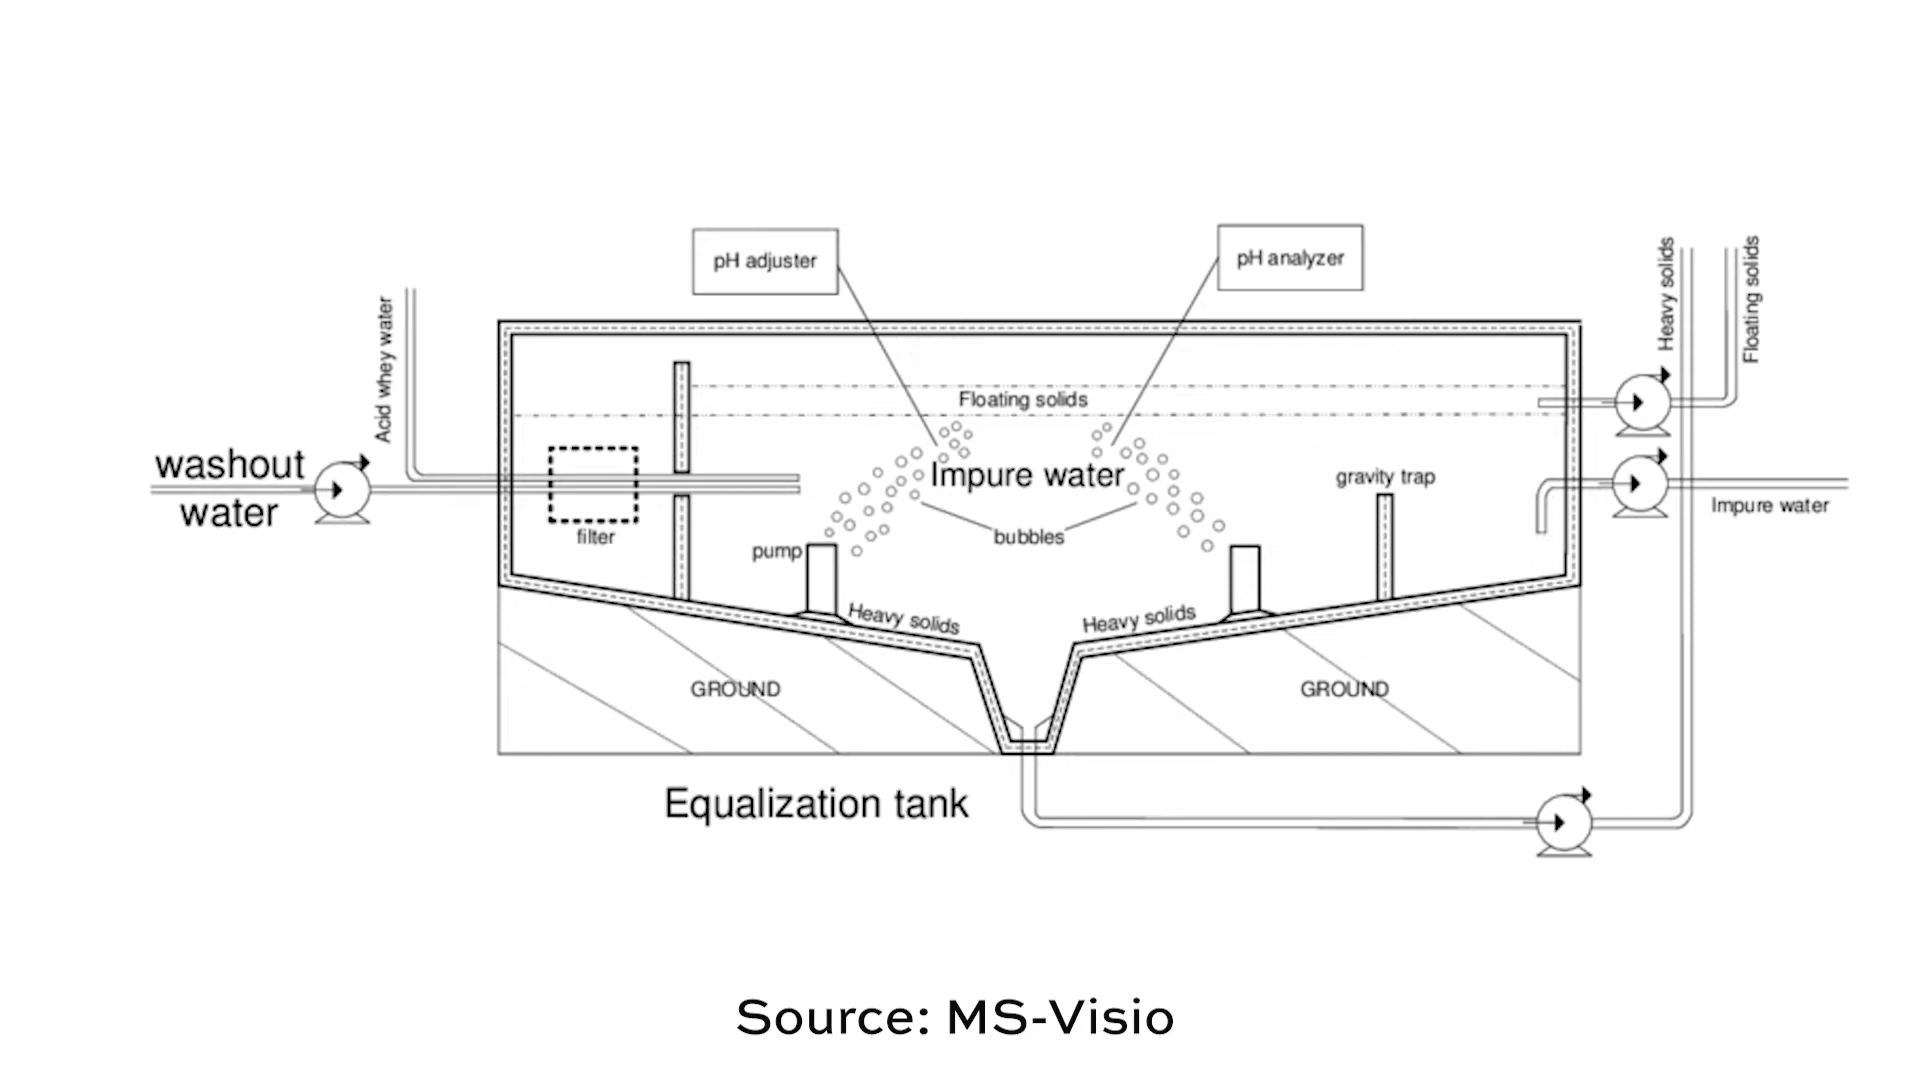 pH adjuster
pH analyzer
Acid whey water
Heavy solids
Floating solids
Floating solids
washout
water
Impure water
gravity trap
Impure water
filter
pump
bubbles
Heavy solids
Heavy solids
GROUND
GROUND
Equalization tank
Source: MS-Visio